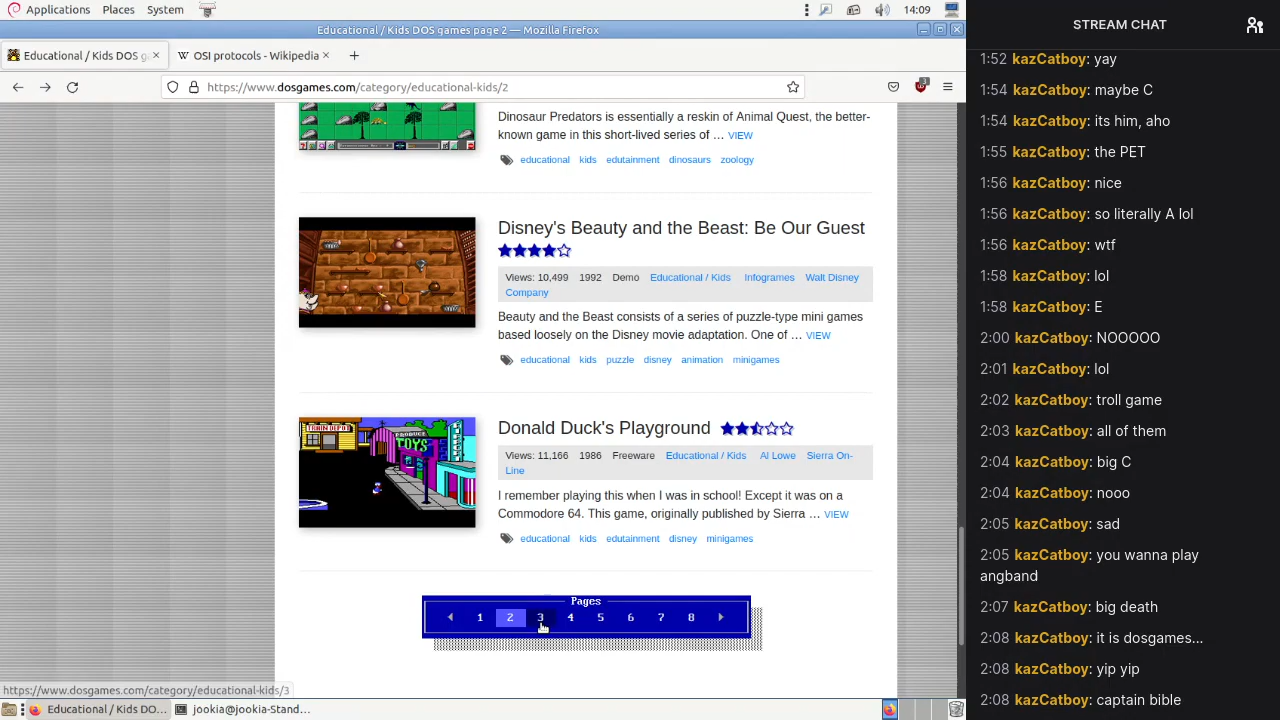 Applications Places System
14:09
Educational / Kids DOS games page 2 — Mozilla Firefox
Educational / Kids DOS ga
OSI protocols - Wikipedia
https://www.dosgames.com/category/educational-kids/2
3
Dinosaur Predators is essentially a reskin of Animal Quest, the better-
known game in this short-lived series of … VIEW
educational kids edutainment dinosaurs zoology
Disney's Beauty and the Beast: Be Our Guest
Views: 10,499 1992 Demo Educational / Kids Infogrames Walt Disney
Company
Beauty and the Beast consists of a series of puzzle-type mini games
based loosely on the Disney movie adaptation. One of … VIEW
educational kids puzzle disney animation minigames
PRODUCE
TOYS
Donald Duck's Playground
Views: 11,166 1986 Freeware Educational / Kids Al Lowe Sierra On-
Line
I remember playing this when I was in school! Except it was on a
Commodore 64. This game, originally published by Sierra … VIEW
educational kids edutainment disney minigames
Pages
1 2 3 4 5 6 7 8
https://www.dosgames.com/category/educational-kids/3
Educational / Kids DO...
jookia@jookia-Stand...
STREAM CHAT
1:52 kazCatboy: yay
1:54 kazCatboy: maybe C
1:54 kazCatboy: its him, aho
1:55 kazCatboy: the PET
1:56 kazCatboy: nice
1:56 kazCatboy: so literally A lol
1:56 kazCatboy: wtf
1:58 kazCatboy: lol
1:58 kazCatboy: E
2:00 kazCatboy: NOOOOO
2:01 kazCatboy: lol
2:02 kazCatboy: troll game
2:03 kazCatboy: all of them
2:04 kazCatboy: big C
2:04 kazCatboy: nooo
2:05 kazCatboy: sad
2:05 kazCatboy: you wanna play
angband
2:07 kazCatboy: big death
2:08 kazCatboy: it is dosgames...
2:08 kazCatboy: yip yip
2:08 kazCatboy: captain bible